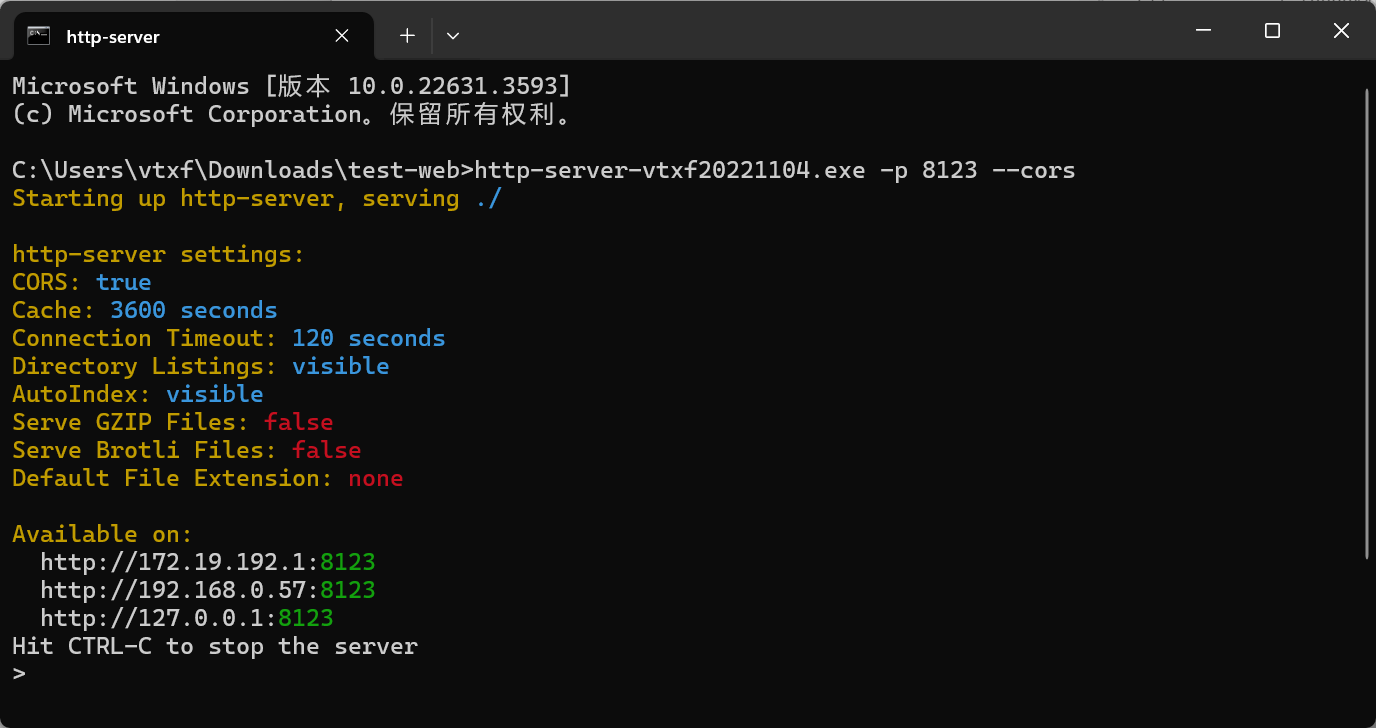 http-server
Microsoft Windows [版本 10.0.22631.3593]
(c) Microsoft Corporation。保留所有权利。
C:\Users\vtxf\Downloads\test-web>http-server-vtxf20221104.exe -p 8123 --cors
Starting up http-server, serving ./
http-server settings:
CORS: true
Cache: 3600 seconds
Connection Timeout: 120 seconds
Directory Listings: visible
AutoIndex: visible
Serve GZIP Files: false
Serve Brotli Files: false
Default File Extension: none
Available on:
http://172.19.192.1:8123
http://192.168.0.57:8123
http://127.0.0.1:8123
Hit CTRL-C to stop the server
>